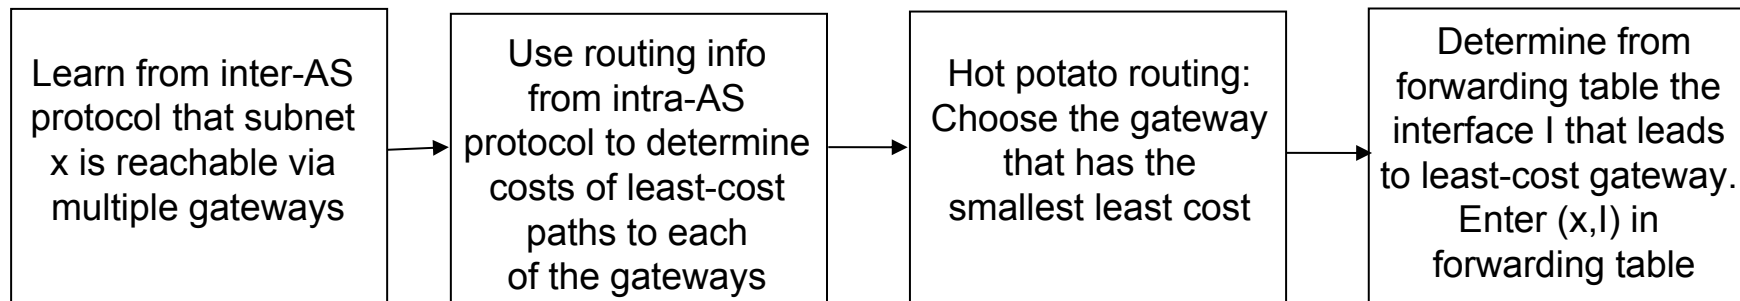 Learn from inter-AS
protocol that subnet
x is reachable via
multiple gateways
Use routing info
from intra-AS
protocol to determine
costs of least-cost
paths to each
of the gateways
Hot potato routing:
Choose the gateway
that has the
smallest least cost
Determine from
forwarding table the
interface I that leads
to least-cost gateway.
Enter (x,I) in
forwarding table